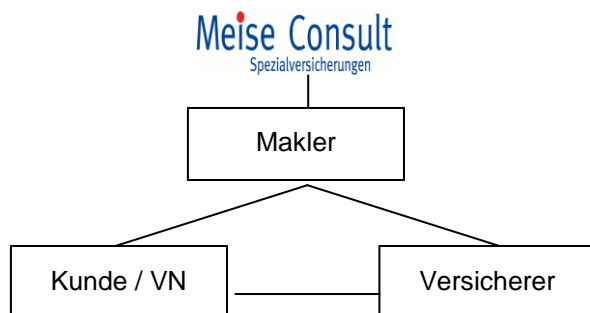 Meise Consult
Spezialversicherungen
Makler
Kunde / VN
Versicherer